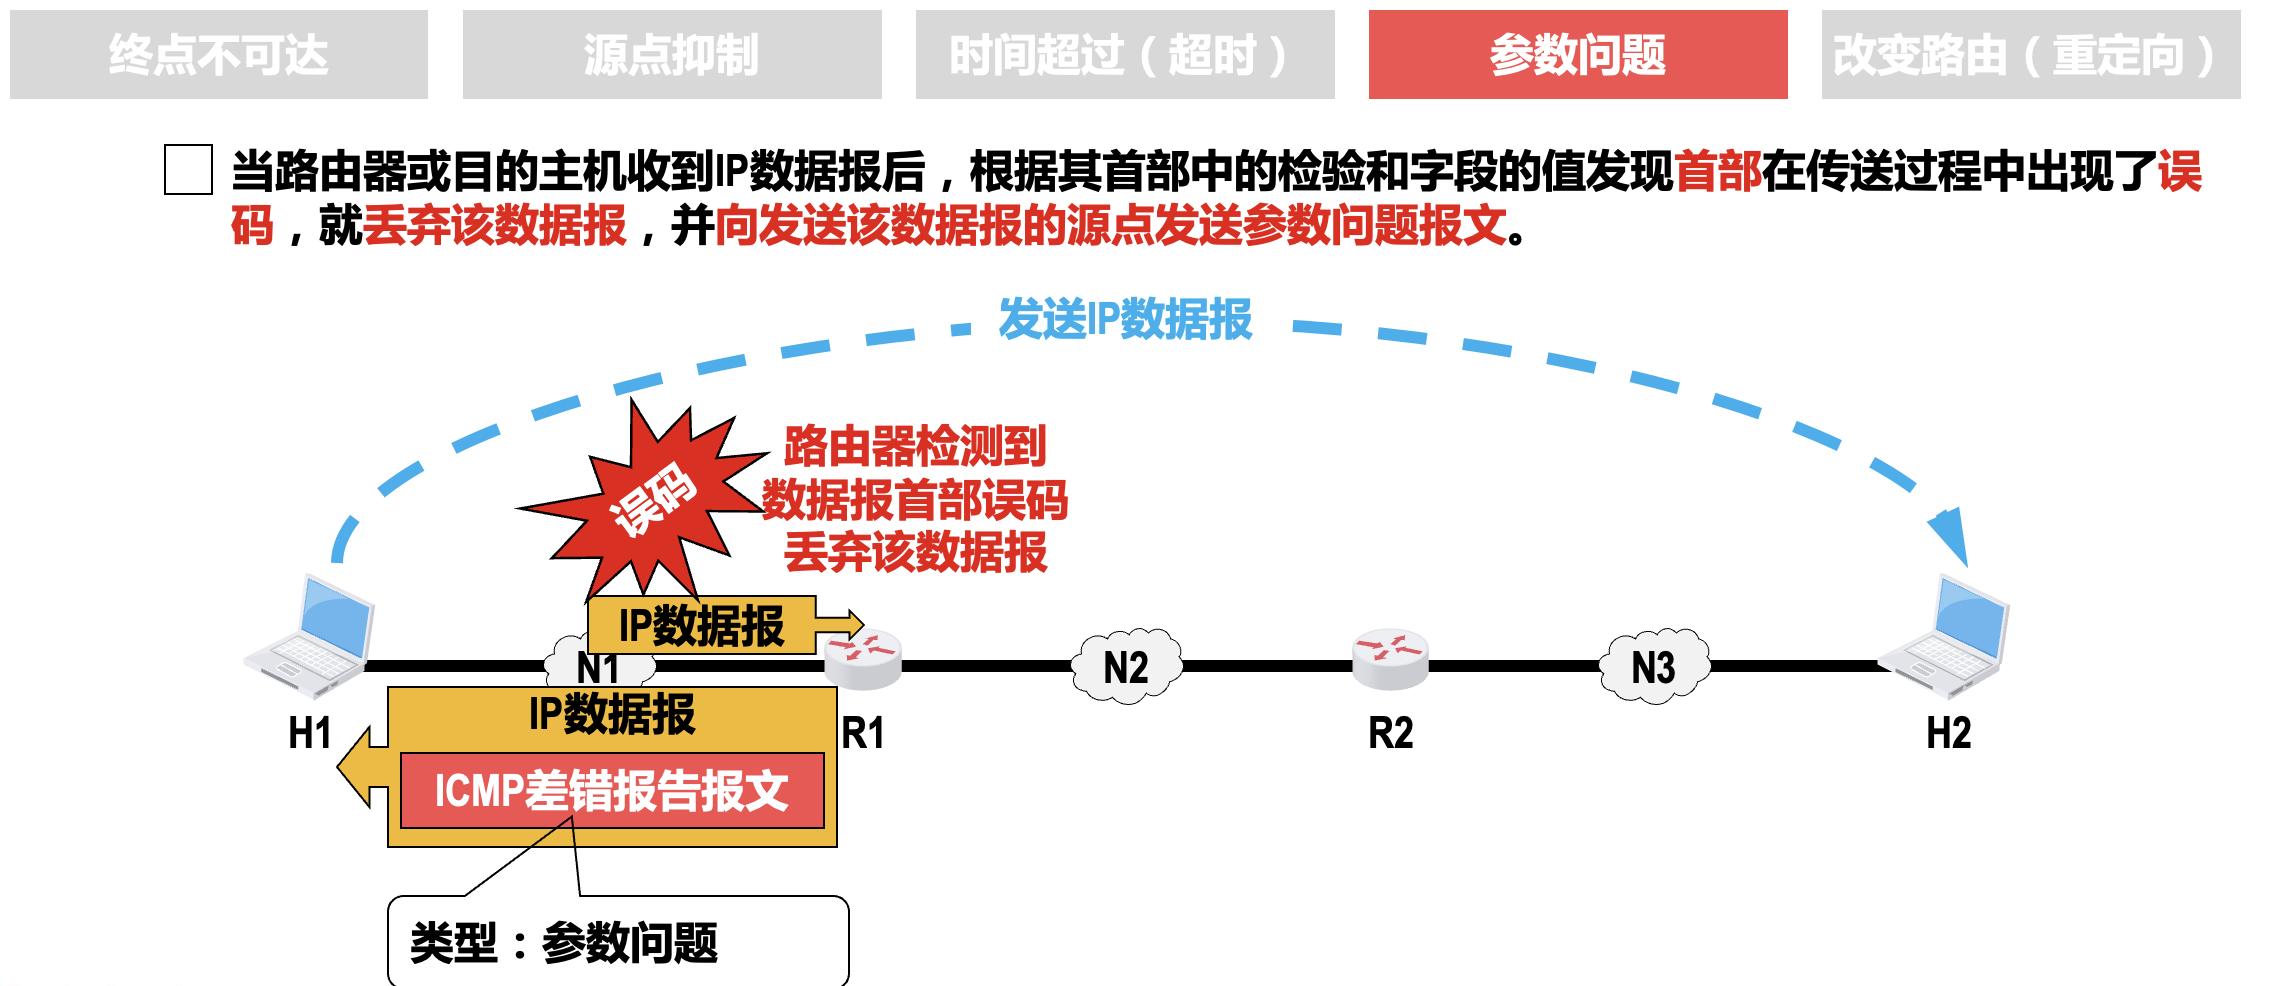 终点不可达
源点抑制
时间超过（超时）
参数问题
改变路由（重定向）
当路由器或目的主机收到IP数据报后，根据其首部中的检验和字段的值发现首部在传送过程中出现了误
码，就丢弃该数据报，并向发送该数据报的源点发送参数问题报文。
发送IP数据报
误码
路由器检测到
数据报首部误码
丢弃该数据报
IP数据报
N1
N2
N3
H1
R1
R2
H2
IP数据报
ICMP差错报告报文
类型：参数问题